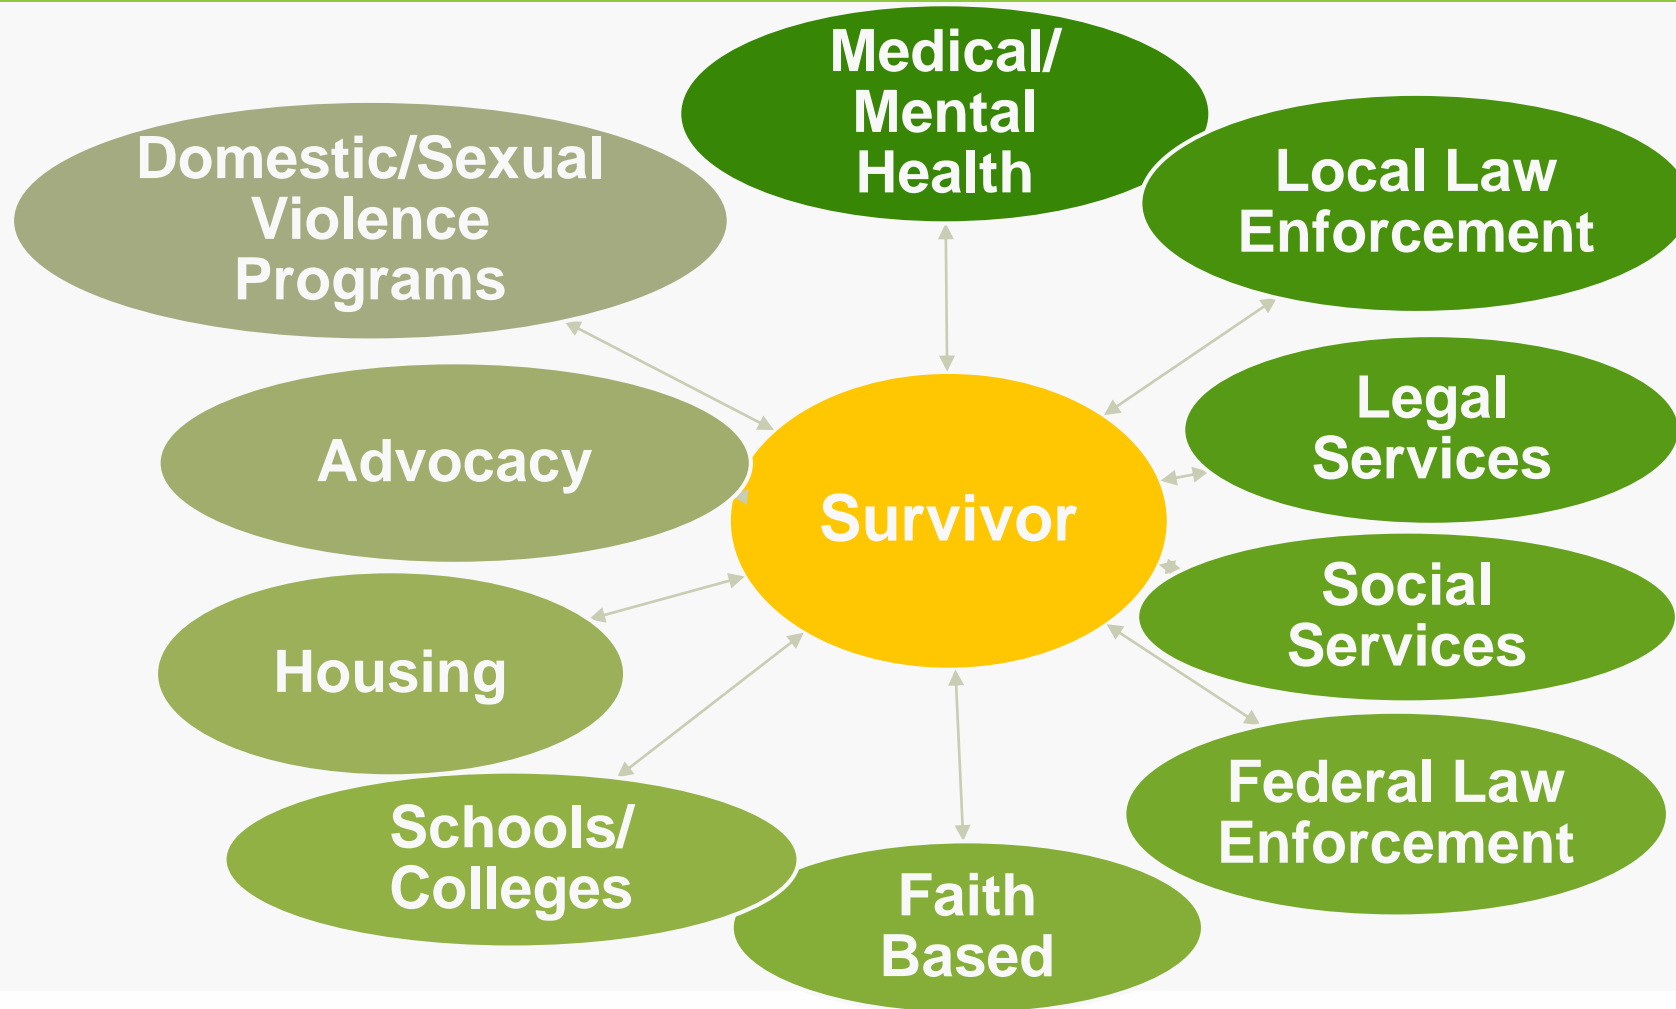 Medical/
Mental
Health
Domestic/Sexual
Violence
Programs
Local Law
Enforcement
Legal
Services
Advocacy
Survivor
Social
Services
Housing
Federal Law
Enforcement
Schools/
Colleges
Faith
Based